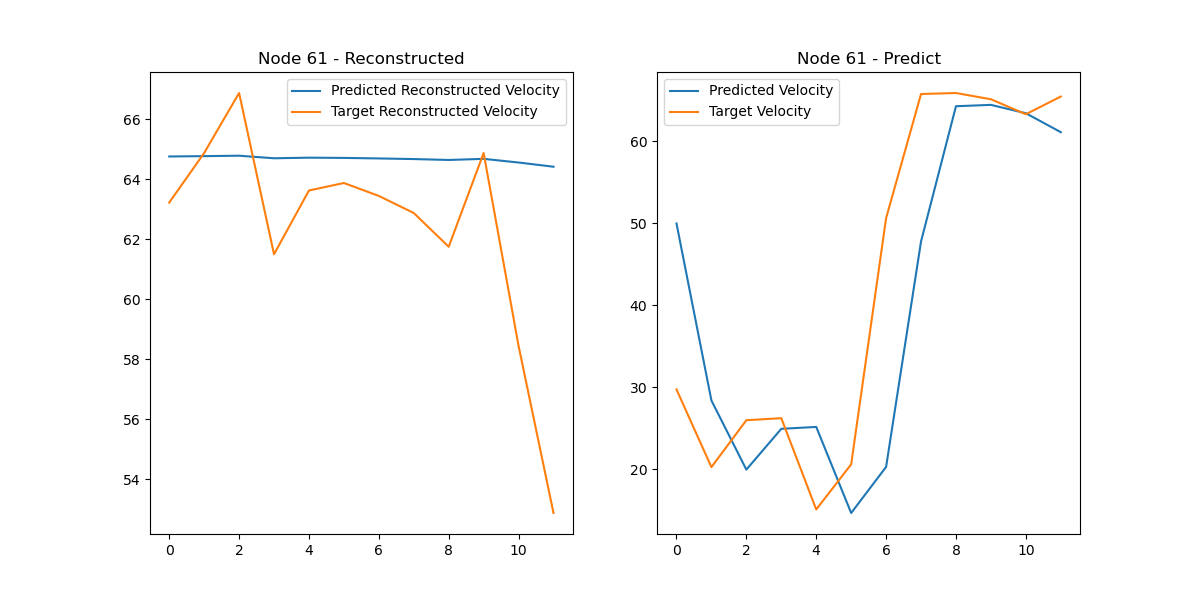 Node 61 - Reconstructed
Predicted Reconstructed Velocity
Target Reconstructed Velocity
66
64
62
60
58
56
54
0 2 4 6 8 10
Node 61 - Predict
Predicted Velocity
Target Velocity
60
50
40
30
20
0 2 4 6 8 10